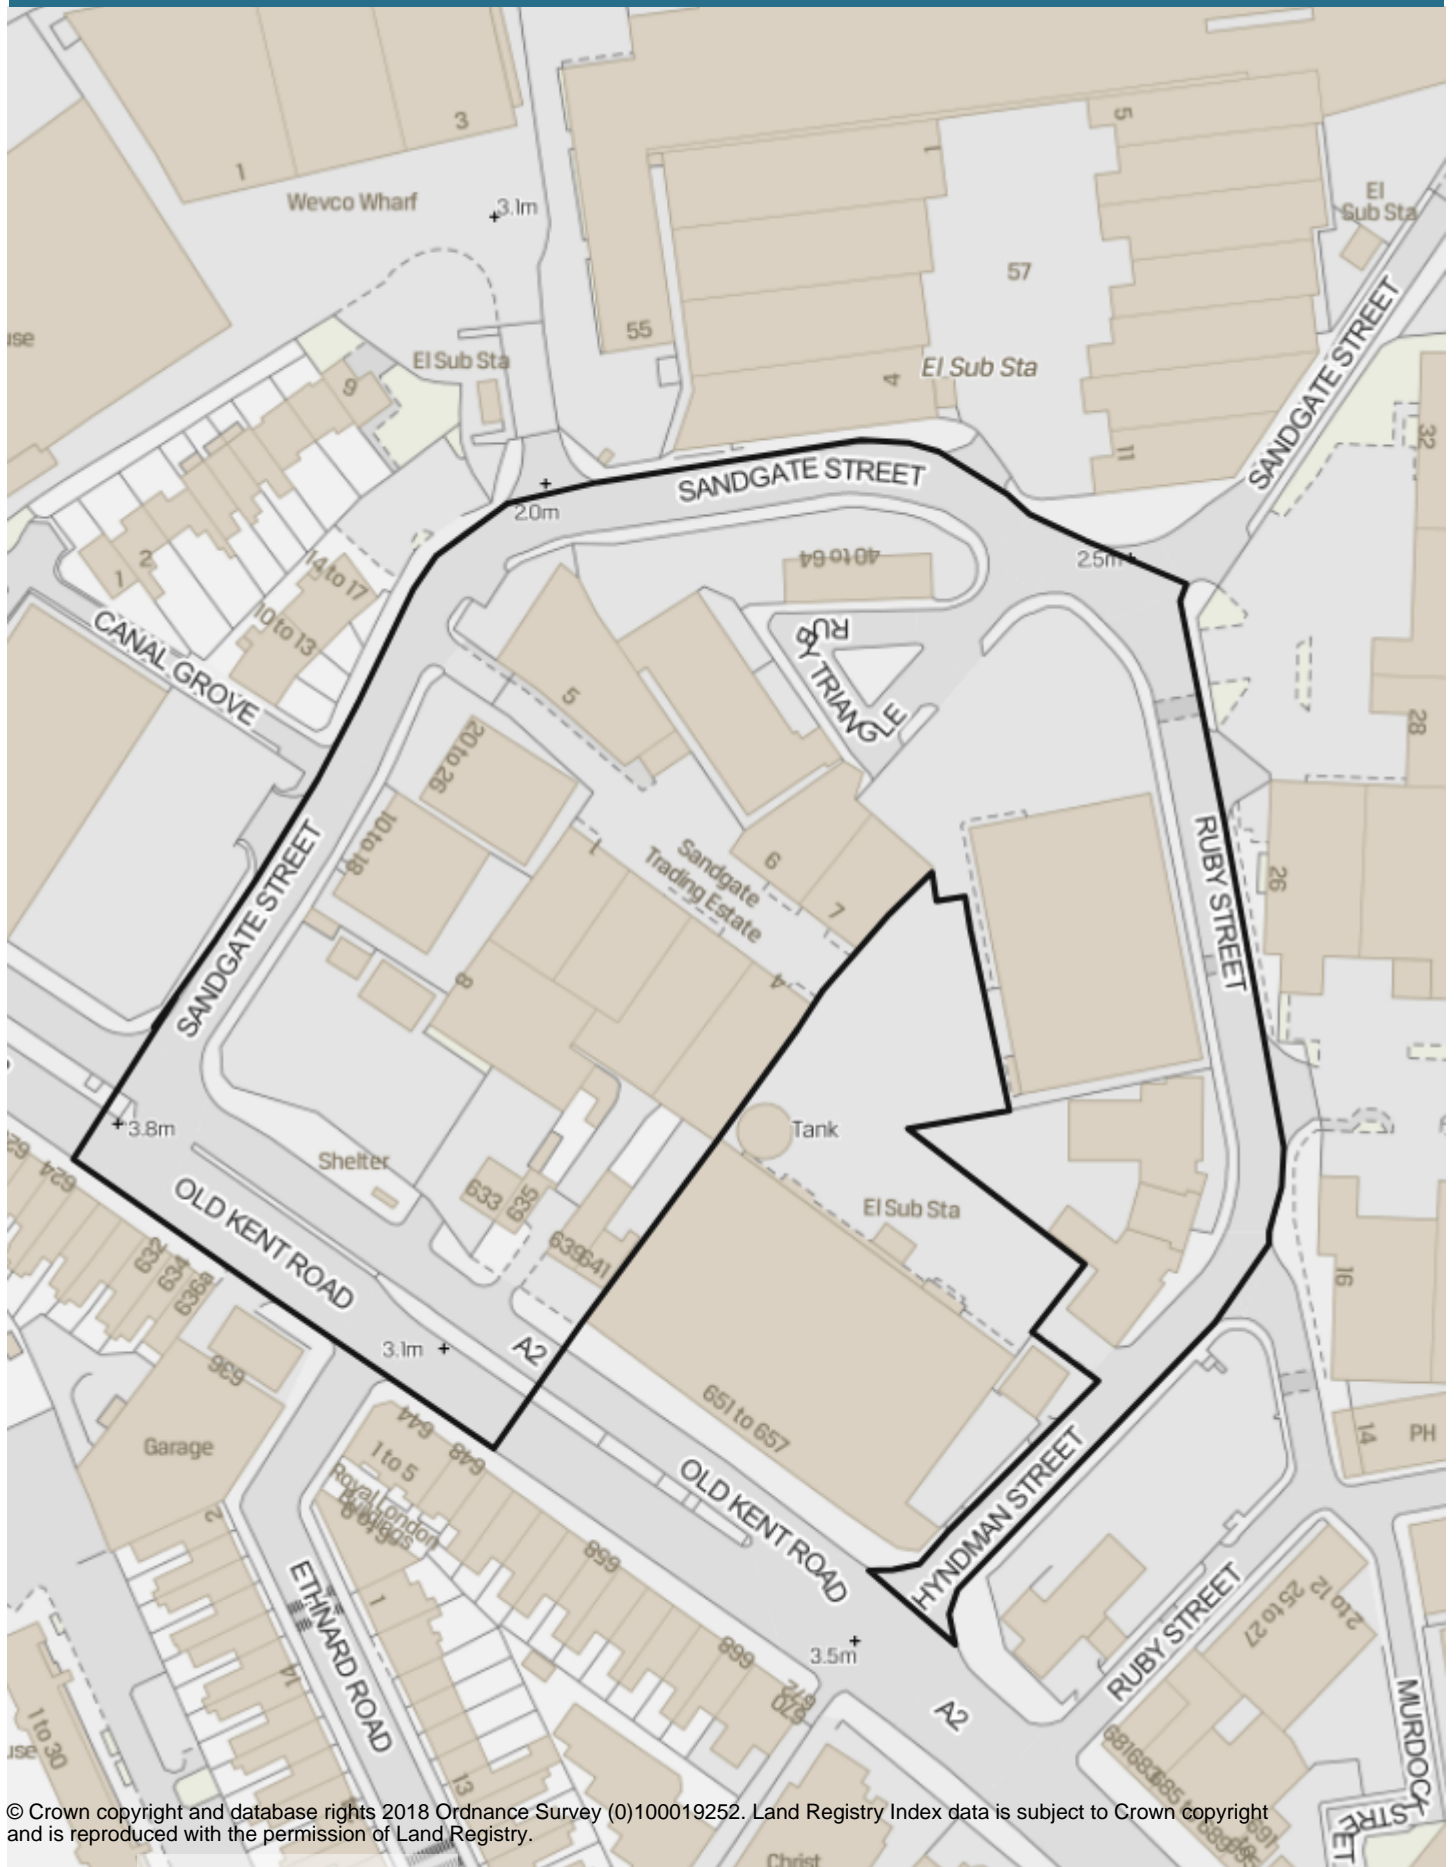 3
1
Wevco Wharf
3.1m
1
5
El
Sub Sta
57
55
use
El Sub Sta
El Sub Sta
4
9
SANDGATE STREET
32
11
SANDGATE STREET
2.0m
2.5m
40 to 64
2
1
14 to 17
10 to 13
CANAL GROVE
RUBY TRIANGLE
5
28
20 to 26
10 to 18
1
Sandgate
Trading Estate
6
7
26
RUBY STREET
SANDGATE STREET
8
4
3.8m
Tank
Shelter
624
633
635
El Sub Sta
OLD KENT ROAD
639
641
632
634
636a
16
3.1m
A2
636
651 to 657
644
648
1 to 5
Garage
14
PH
Royal London
Buildings
OLD KENT ROAD
HYNDMAN STREET
2
658
1
ETHNARD ROAD
25 to 27
2 to 12
668
3.5m
672
670
RUBY STREET
14
A2
MURDOCK STREET
1 to 30
use
13
© Crown copyright and database rights 2018 Ordnance Survey (0)100019252. Land Registry Index data is subject to Crown copyright
and is reproduced with the permission of Land Registry.
Christ